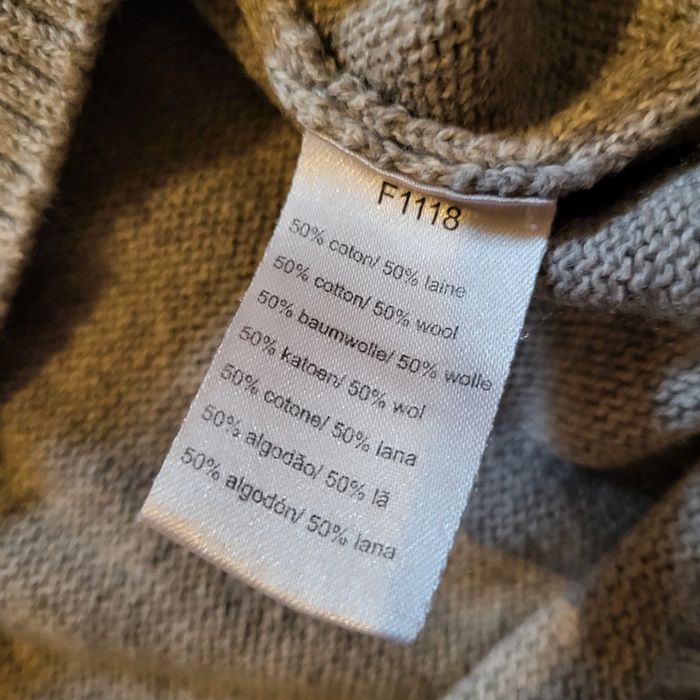 F1118
50% coton/ 50% laine
50% cotton/ 50% wool
50% baumwolle/ 50% wolle
50% katoen/ 50% wol
50% cotone/ 50% lana
50% algodão/ 50% lã
50% algodón/ 50% lana